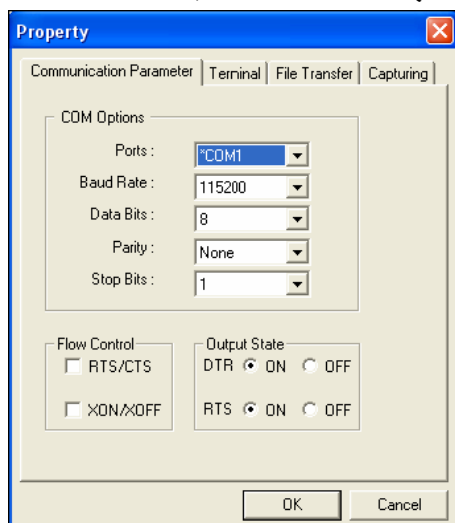 Property
Communication Parameter Terninal File Transfer Capturing
COM Options
Ports : *COM1
Baud Rate : 115200
Data Bits : 8
Parity : None
Stop Bits : 1
Flow Control Output State
RTS/CTS DTR ON OFF
XON/XOFF RTS ON OFF
OK Cancel